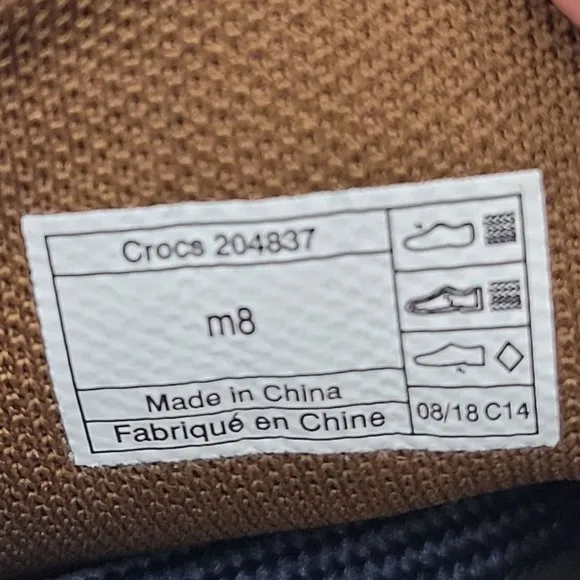 Crocs 204837
m8
Made in China
Fabriqué en Chine
08/18 C14